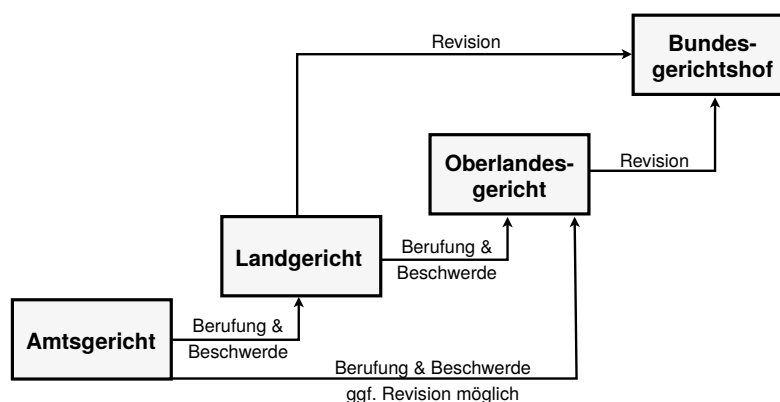 Revision
Bundes-
gerichtshof
Oberlandes-
gericht
Revision
Landgericht
Berufung &
Beschwerde
Amtsgericht
Berufung &
Beschwerde
Berufung & Beschwerde
ggf. Revision möglich